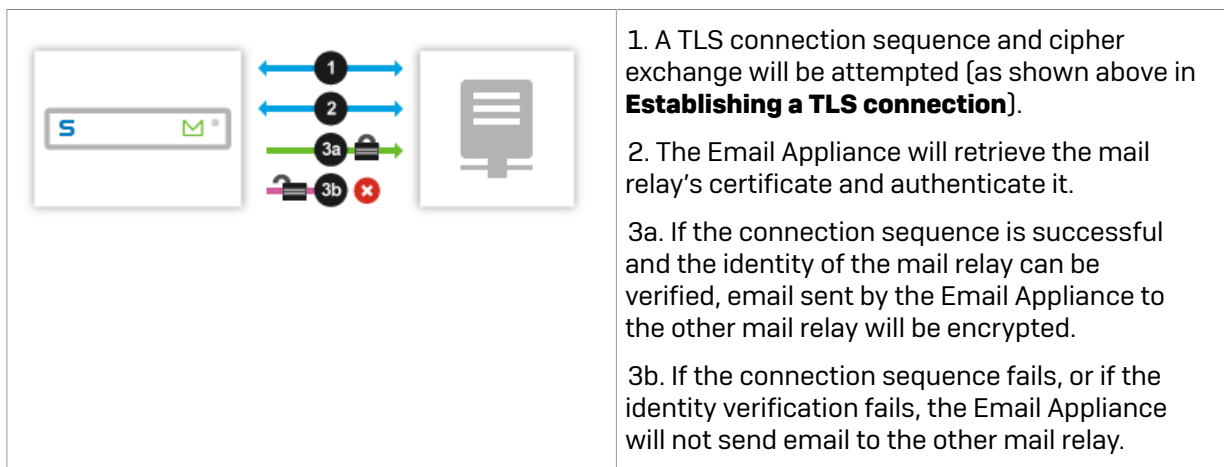 1
2
3a
3b
S
1. A TLS connection sequence and cipher
exchange will be attempted (as shown above in
Establishing a TLS connection).
2. The Email Appliance will retrieve the mail
relay's certificate and authenticate it.
3a. If the connection sequence is successful
and the identity of the mail relay can be
verified, email sent by the Email Appliance to
the other mail relay will be encrypted.
3b. If the connection sequence fails, or if the
identity verification fails, the Email Appliance
will not send email to the other mail relay.